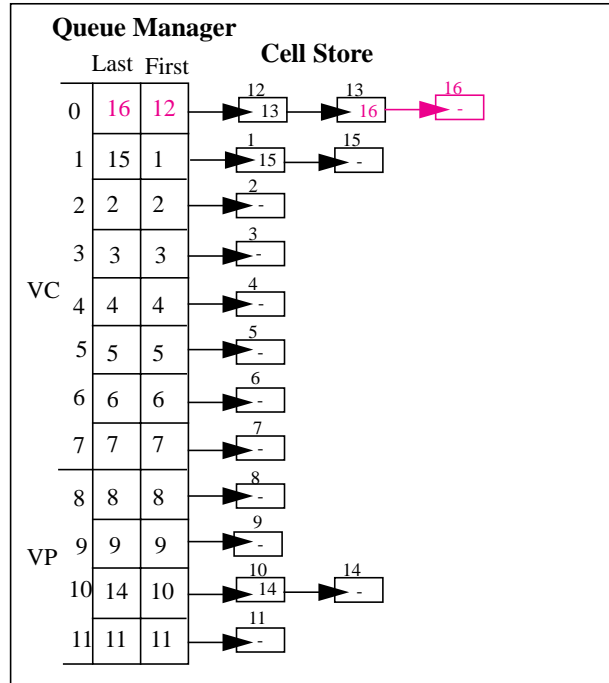 Queue Manager
Cell Store
Last First
12 13 16
0 16 12 13 16 -
1 15
1 15 1 15 -
2
2 2 2 -
3
3 3 3 -
VC
4
4 4 4 -
5
5 5 5 -
6
6 6 6 -
7
7 7 7 -
8
8 8 8 -
9
VP
9 9 9 -
10 14
10 14 10 14 -
11
11 11 11 -